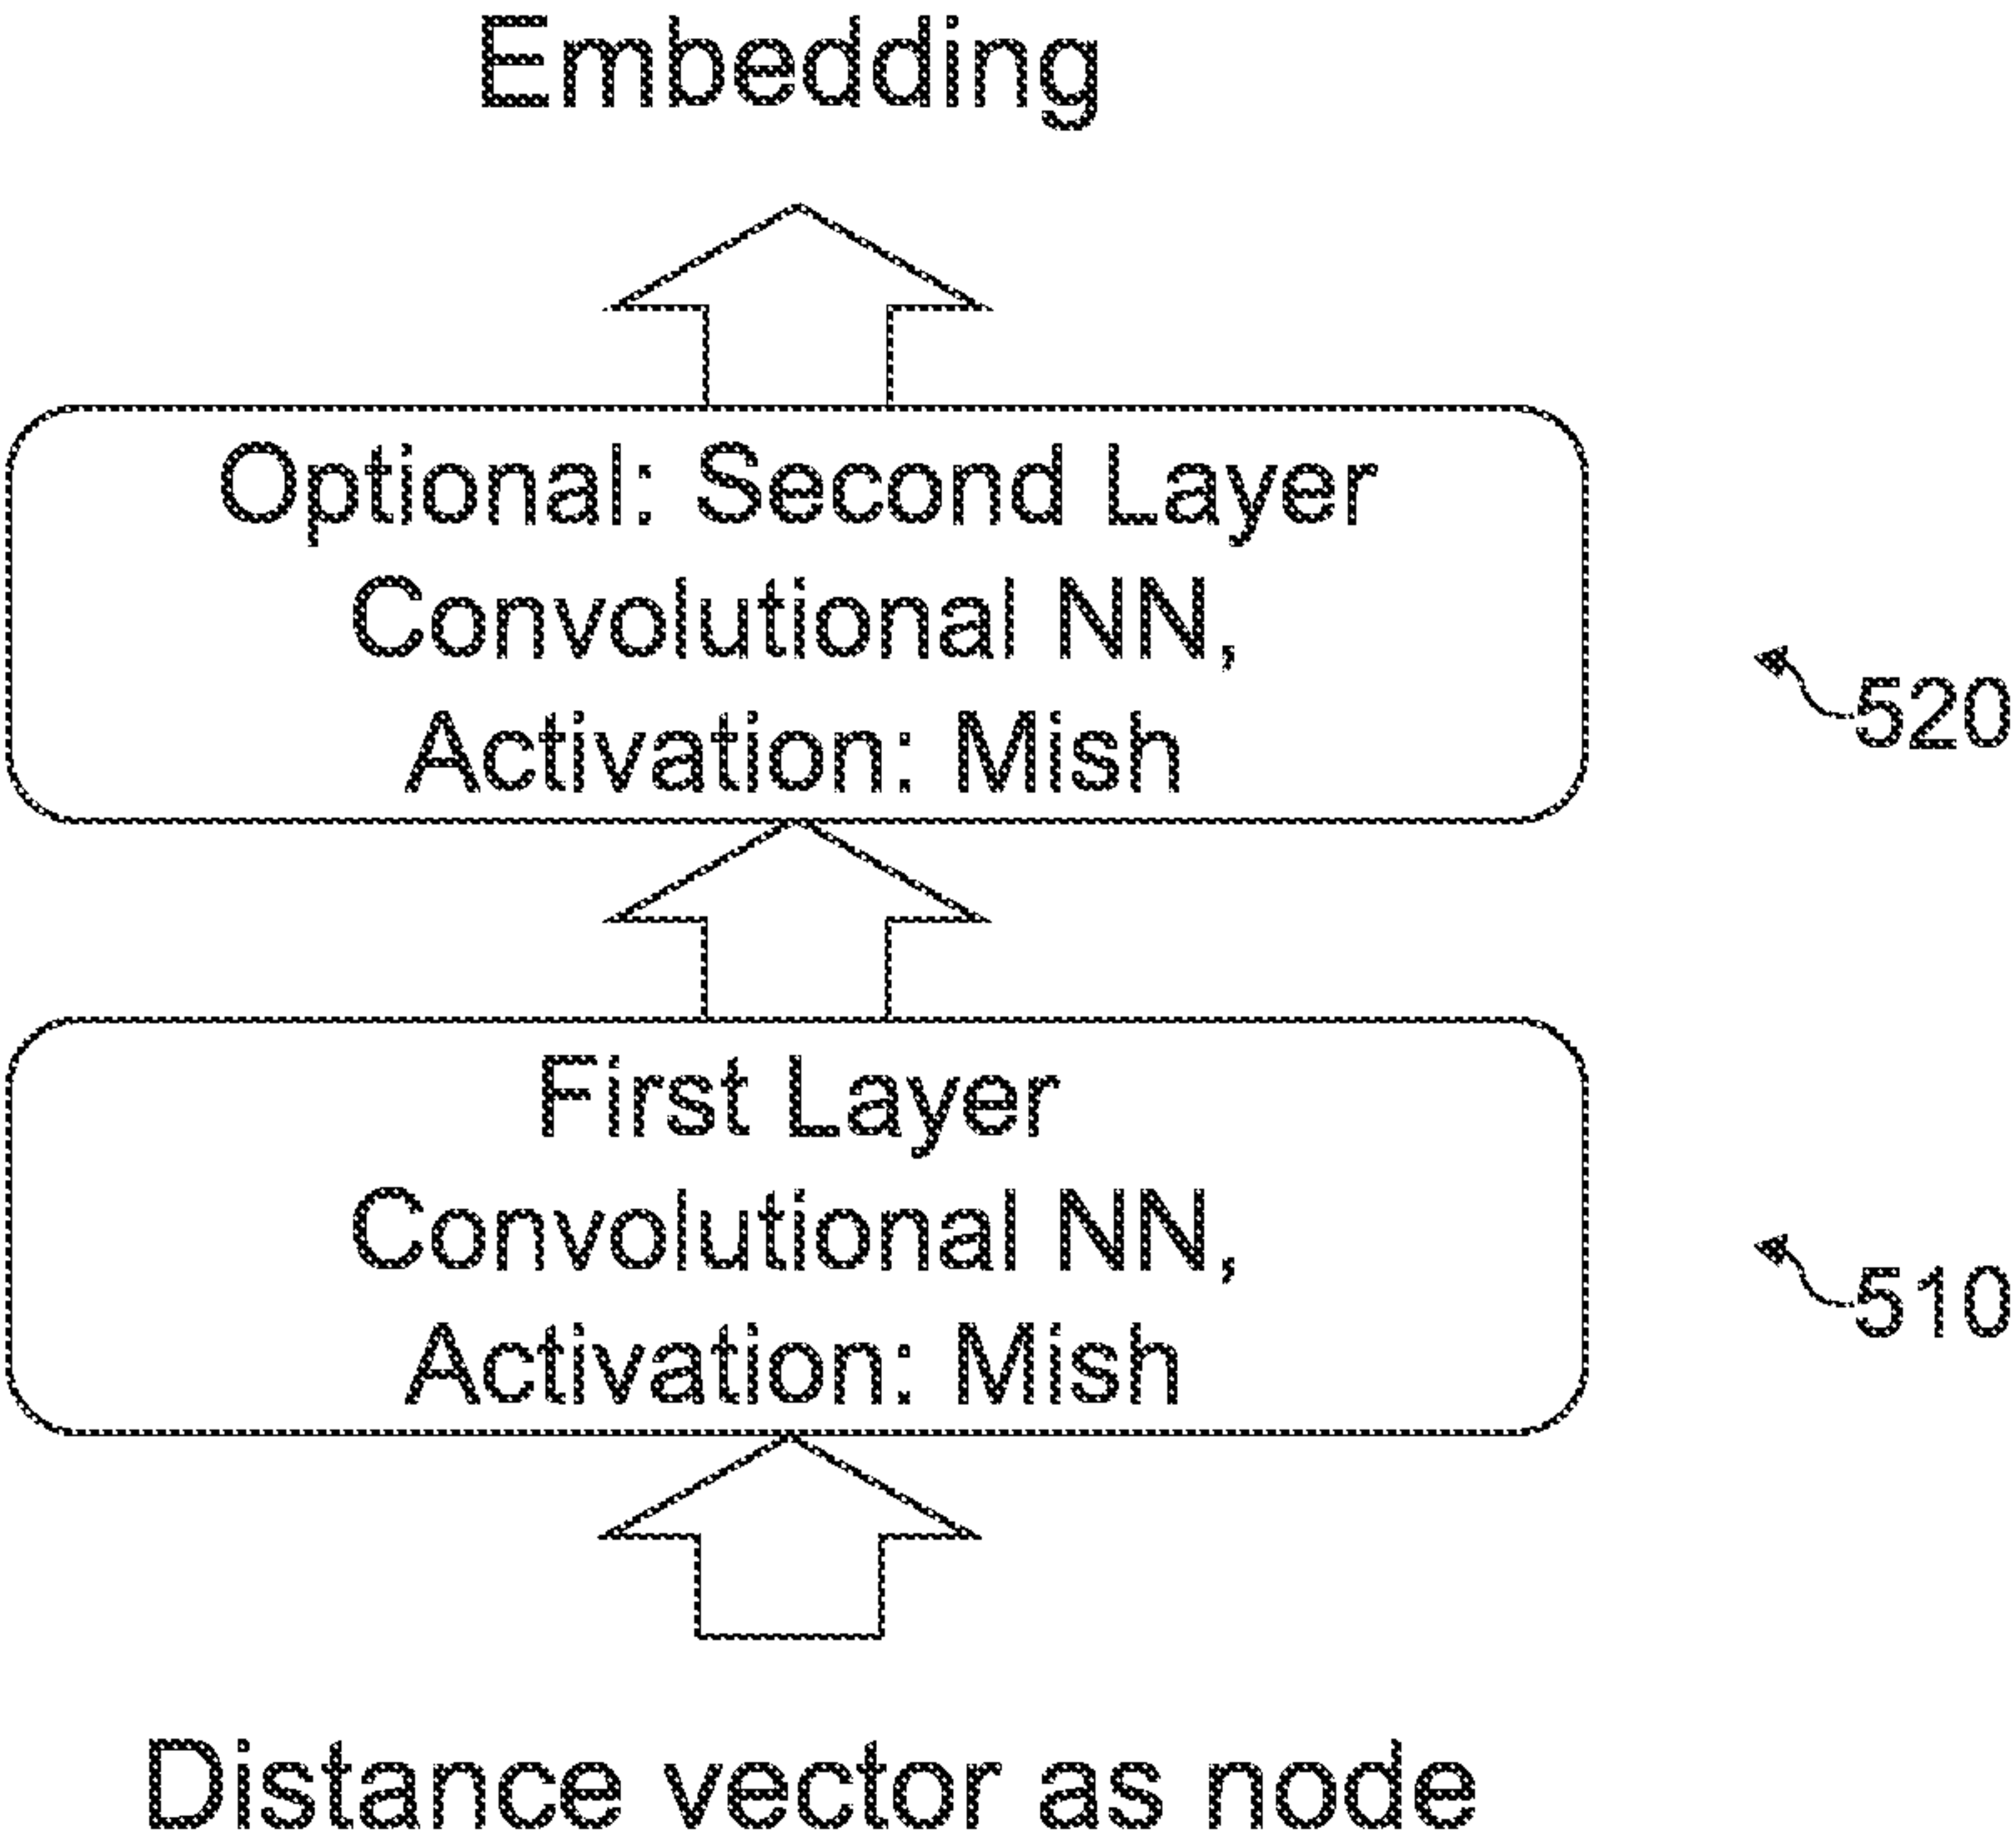 Embedding
Optional: Second Layer
Convolutional NN,
Activation: Mish
520
First Layer
Convolutional NN,
Activation: Mish
510
Distance vector as node